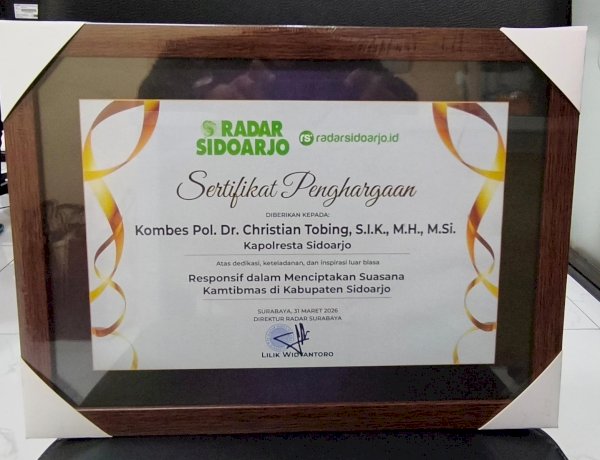 RADAR
SIDOARJO
rs radarsidoarjo.id
Sertifikat Penghargaan
DIBERIKAN KEPADA:
Kombes Pol. Dr. Christian Tobing, S.I.K., M.H., M.Si.
Kapolresta Sidoarjo
Atas dedikasi, keteladanan, dan inspirasi luar biasa
Responsif dalam Menciptakan Suasana
Kamtibmas di Kabupaten Sidoarjo
SURABAYA, 31 MARET 2026
DIREKTUR RADAR SURABAYA
LILIK WIDYANTORO